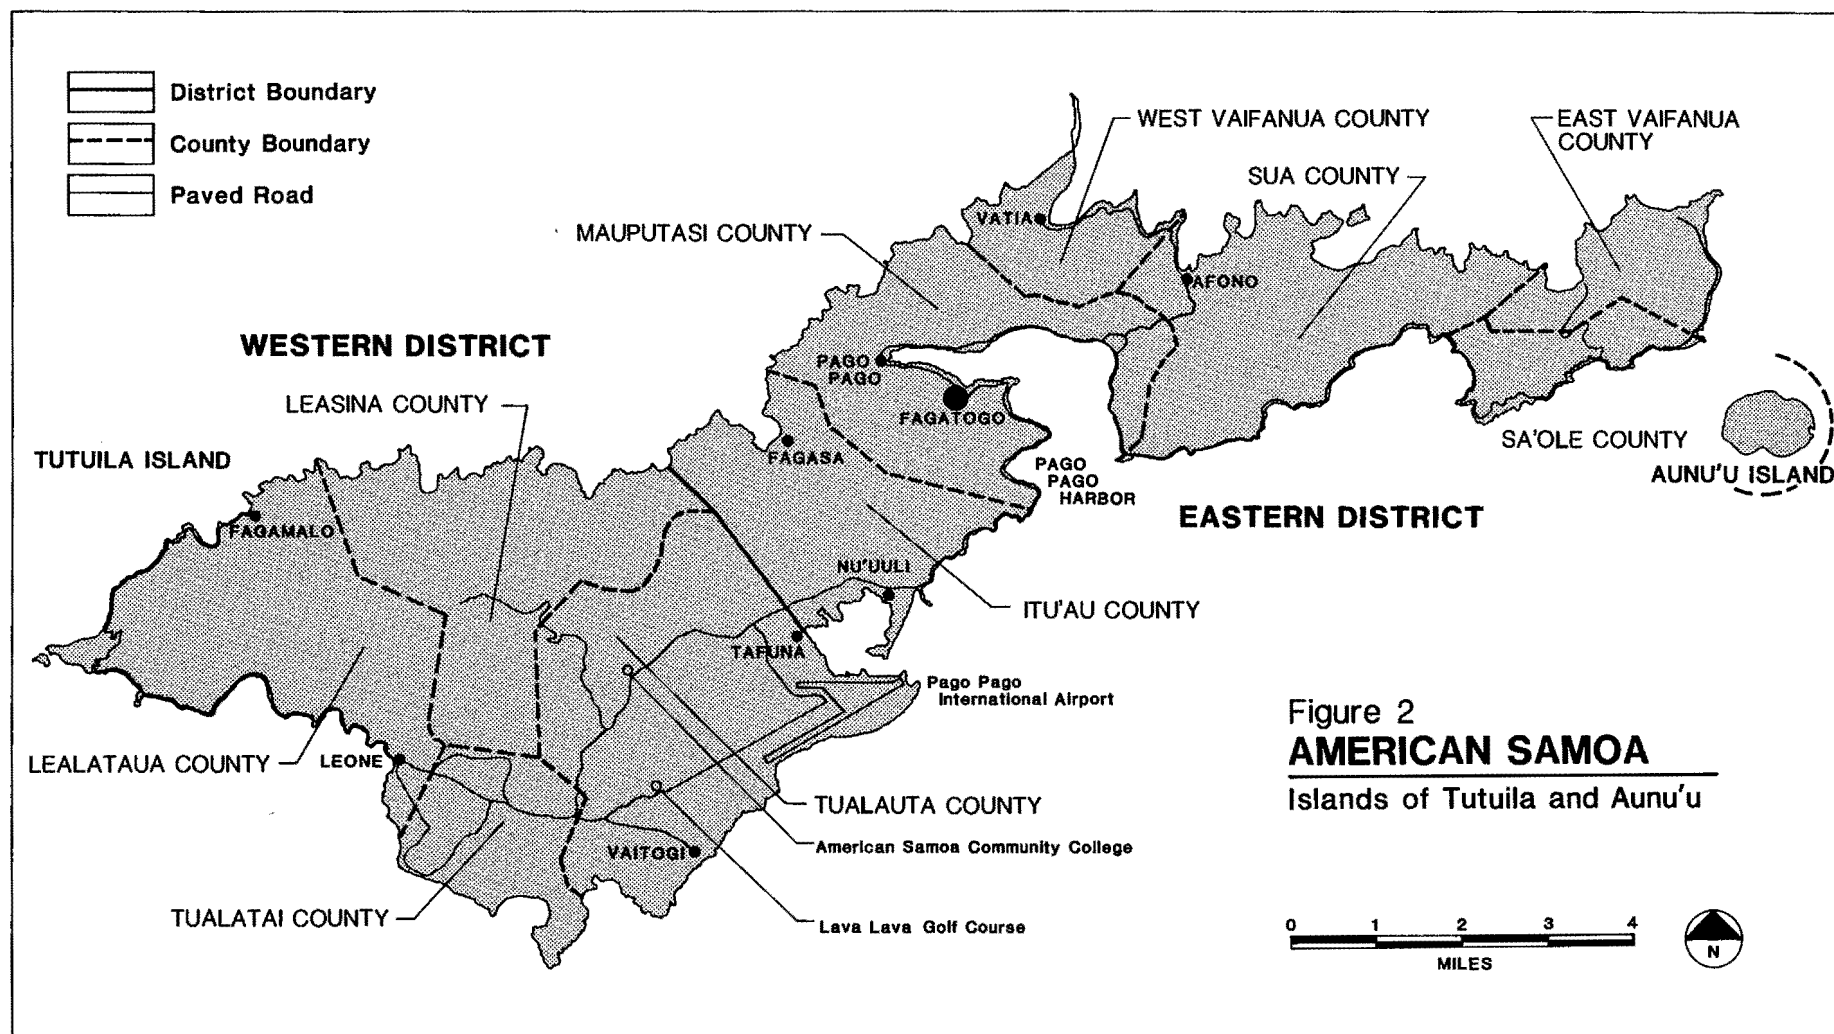 District Boundary
County Boundary
Paved Road
WEST VAIFANUA COUNTY
EAST VAIFANUA
COUNTY
SUA COUNTY
MAUPUTASI COUNTY
VATIA
AFONO
WESTERN DISTRICT
PAGO
PAGO
LEASINA COUNTY
FAGATOGO
TUTUILA ISLAND
FAGASA
SA'OLE COUNTY
AUNU'U ISLAND
PAGO
PAGO
HARBOR
EASTERN DISTRICT
FAGAMALO
NU'UULI
ITU'AU COUNTY
TAFUNA
Pago Pago
International Airport
LEALATAUA COUNTY
LEONE
TUALAUTA COUNTY
American Samoa Community College
VAITOGI
TUALATAI COUNTY
Lava Lava Golf Course
Figure 2
AMERICAN SAMOA
Islands of Tutuila and Aunu'u
0 1 2 3 4
MILES
N